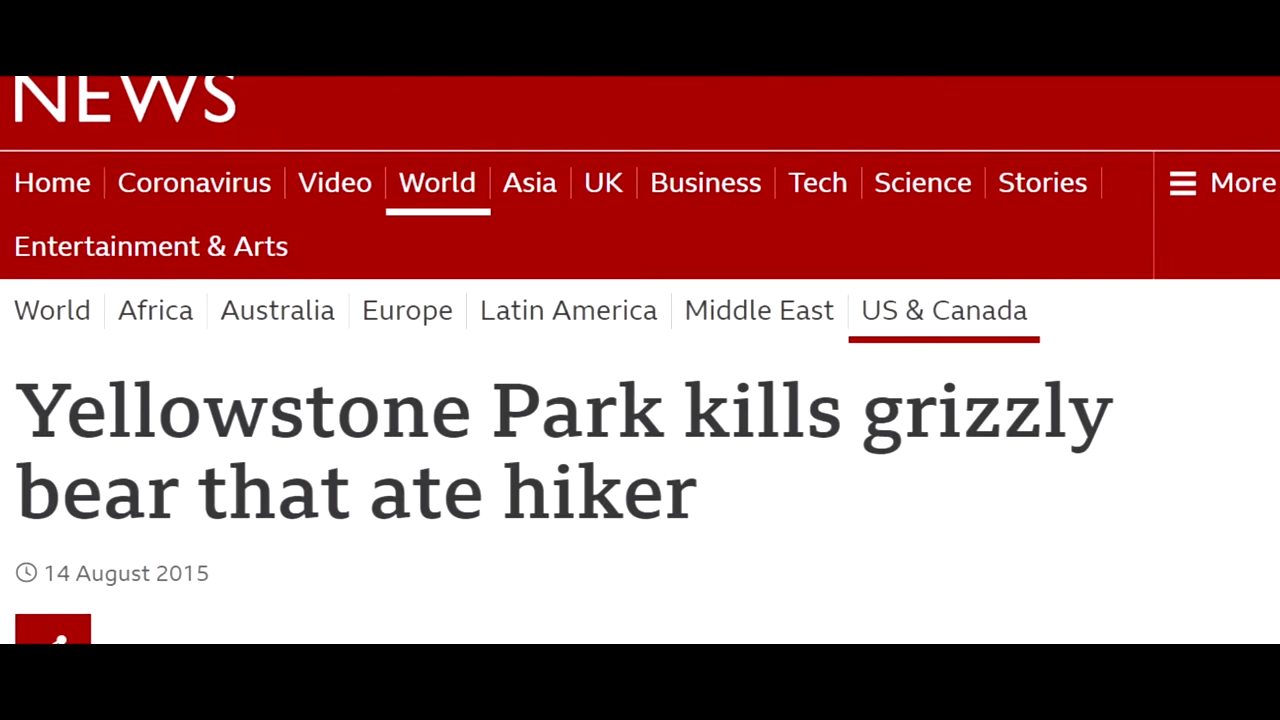 NEWS
Home Coronavirus Video World Asia UK Business Tech Science Stories More
Entertainment & Arts
World Africa Australia Europe Latin America Middle East US & Canada
Yellowstone Park kills grizzly
bear that ate hiker
14 August 2015